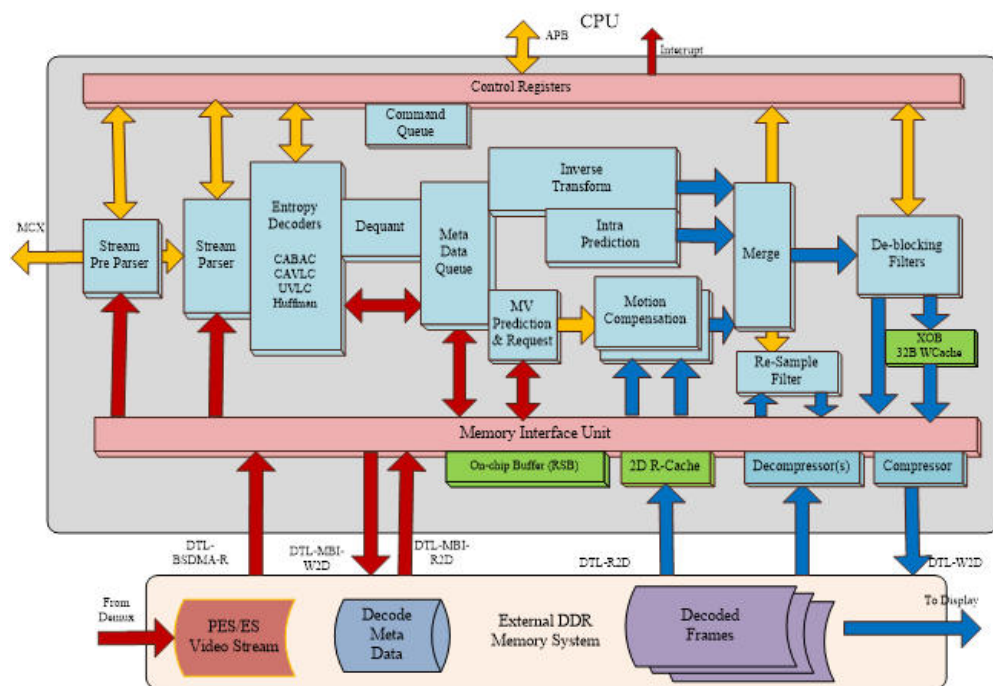 CPU
APB
Interrupt
Control Registers
Command
Queue
MCX
Stream
Pre Parser
Stream
Parser
Entropy
Decoders
CABAC
CAVLC
UVLC
Huffman
Dequant
Meta
Data
Queue
Inverse
Transform
Intra
Prediction
MV
Prediction
& Request
Motion
Compensation
Merge
De-blocking
Filters
XOB
32B WCache
Re-Sample
Filter
Memory Interface Unit
On-chip Buffer (RSB)
2D R-Cache
Decompressor(s)
Compressor
DTL-
BSDMA-R
DTL-MBI-
W2D
DTL-MBI-
R2D
DTL-R2D
DTL-W2D
From
Demux
PES/ES
Video Stream
Decode
Meta
Data
External DDR
Memory System
Decoded
Frames
To Display